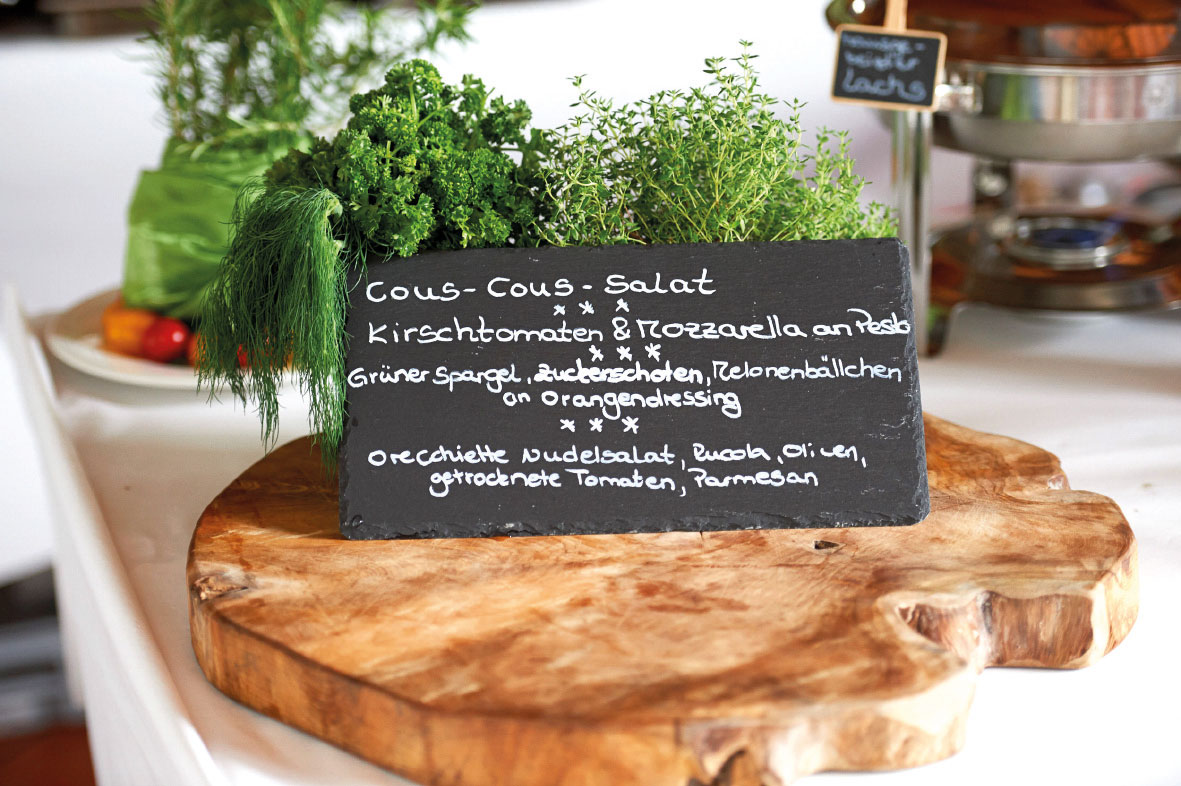 Cous-Cous-Salat
* * *
Kirschtomaten & Mozzarella an Pesto
* * *
Grüner Spargel, Zuckerschoten, Melonenbällchen
an Orangendressing
* * *
Orecchiette Nudelsalat, Rucola, Oliven,
getrocknete Tomaten, Parmesan
Lachs